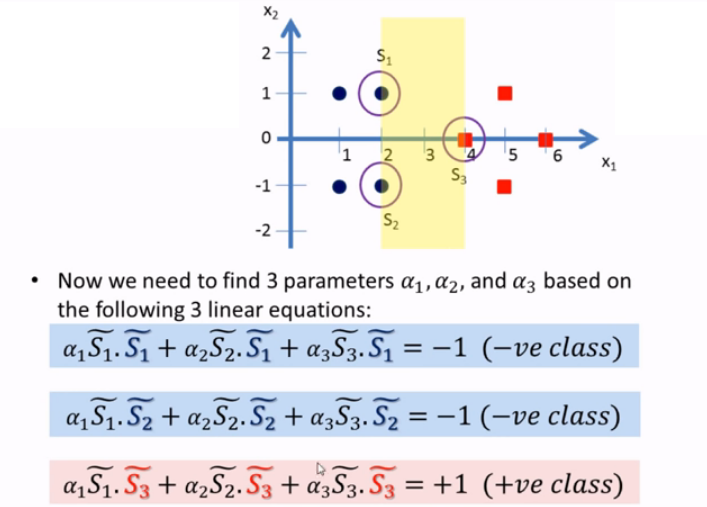 x₂
2
S₁
1
0
1 2 3 4 5 6
x₁
S₃
-1
S₂
-2
• Now we need to find 3 parameters α₁, α₂, and α₃ based on
the following 3 linear equations:
α₁S̃₁.S̃₁ + α₂S̃₂.S̃₁ + α₃S̃₃.S̃₁ = −1 (−ve class)
α₁S̃₁.S̃₂ + α₂S̃₂.S̃₂ + α₃S̃₃.S̃₂ = −1 (−ve class)
α₁S̃₁.S̃₃ + α₂S̃₂.S̃₃ + α₃S̃₃.S̃₃ = +1 (+ve class)